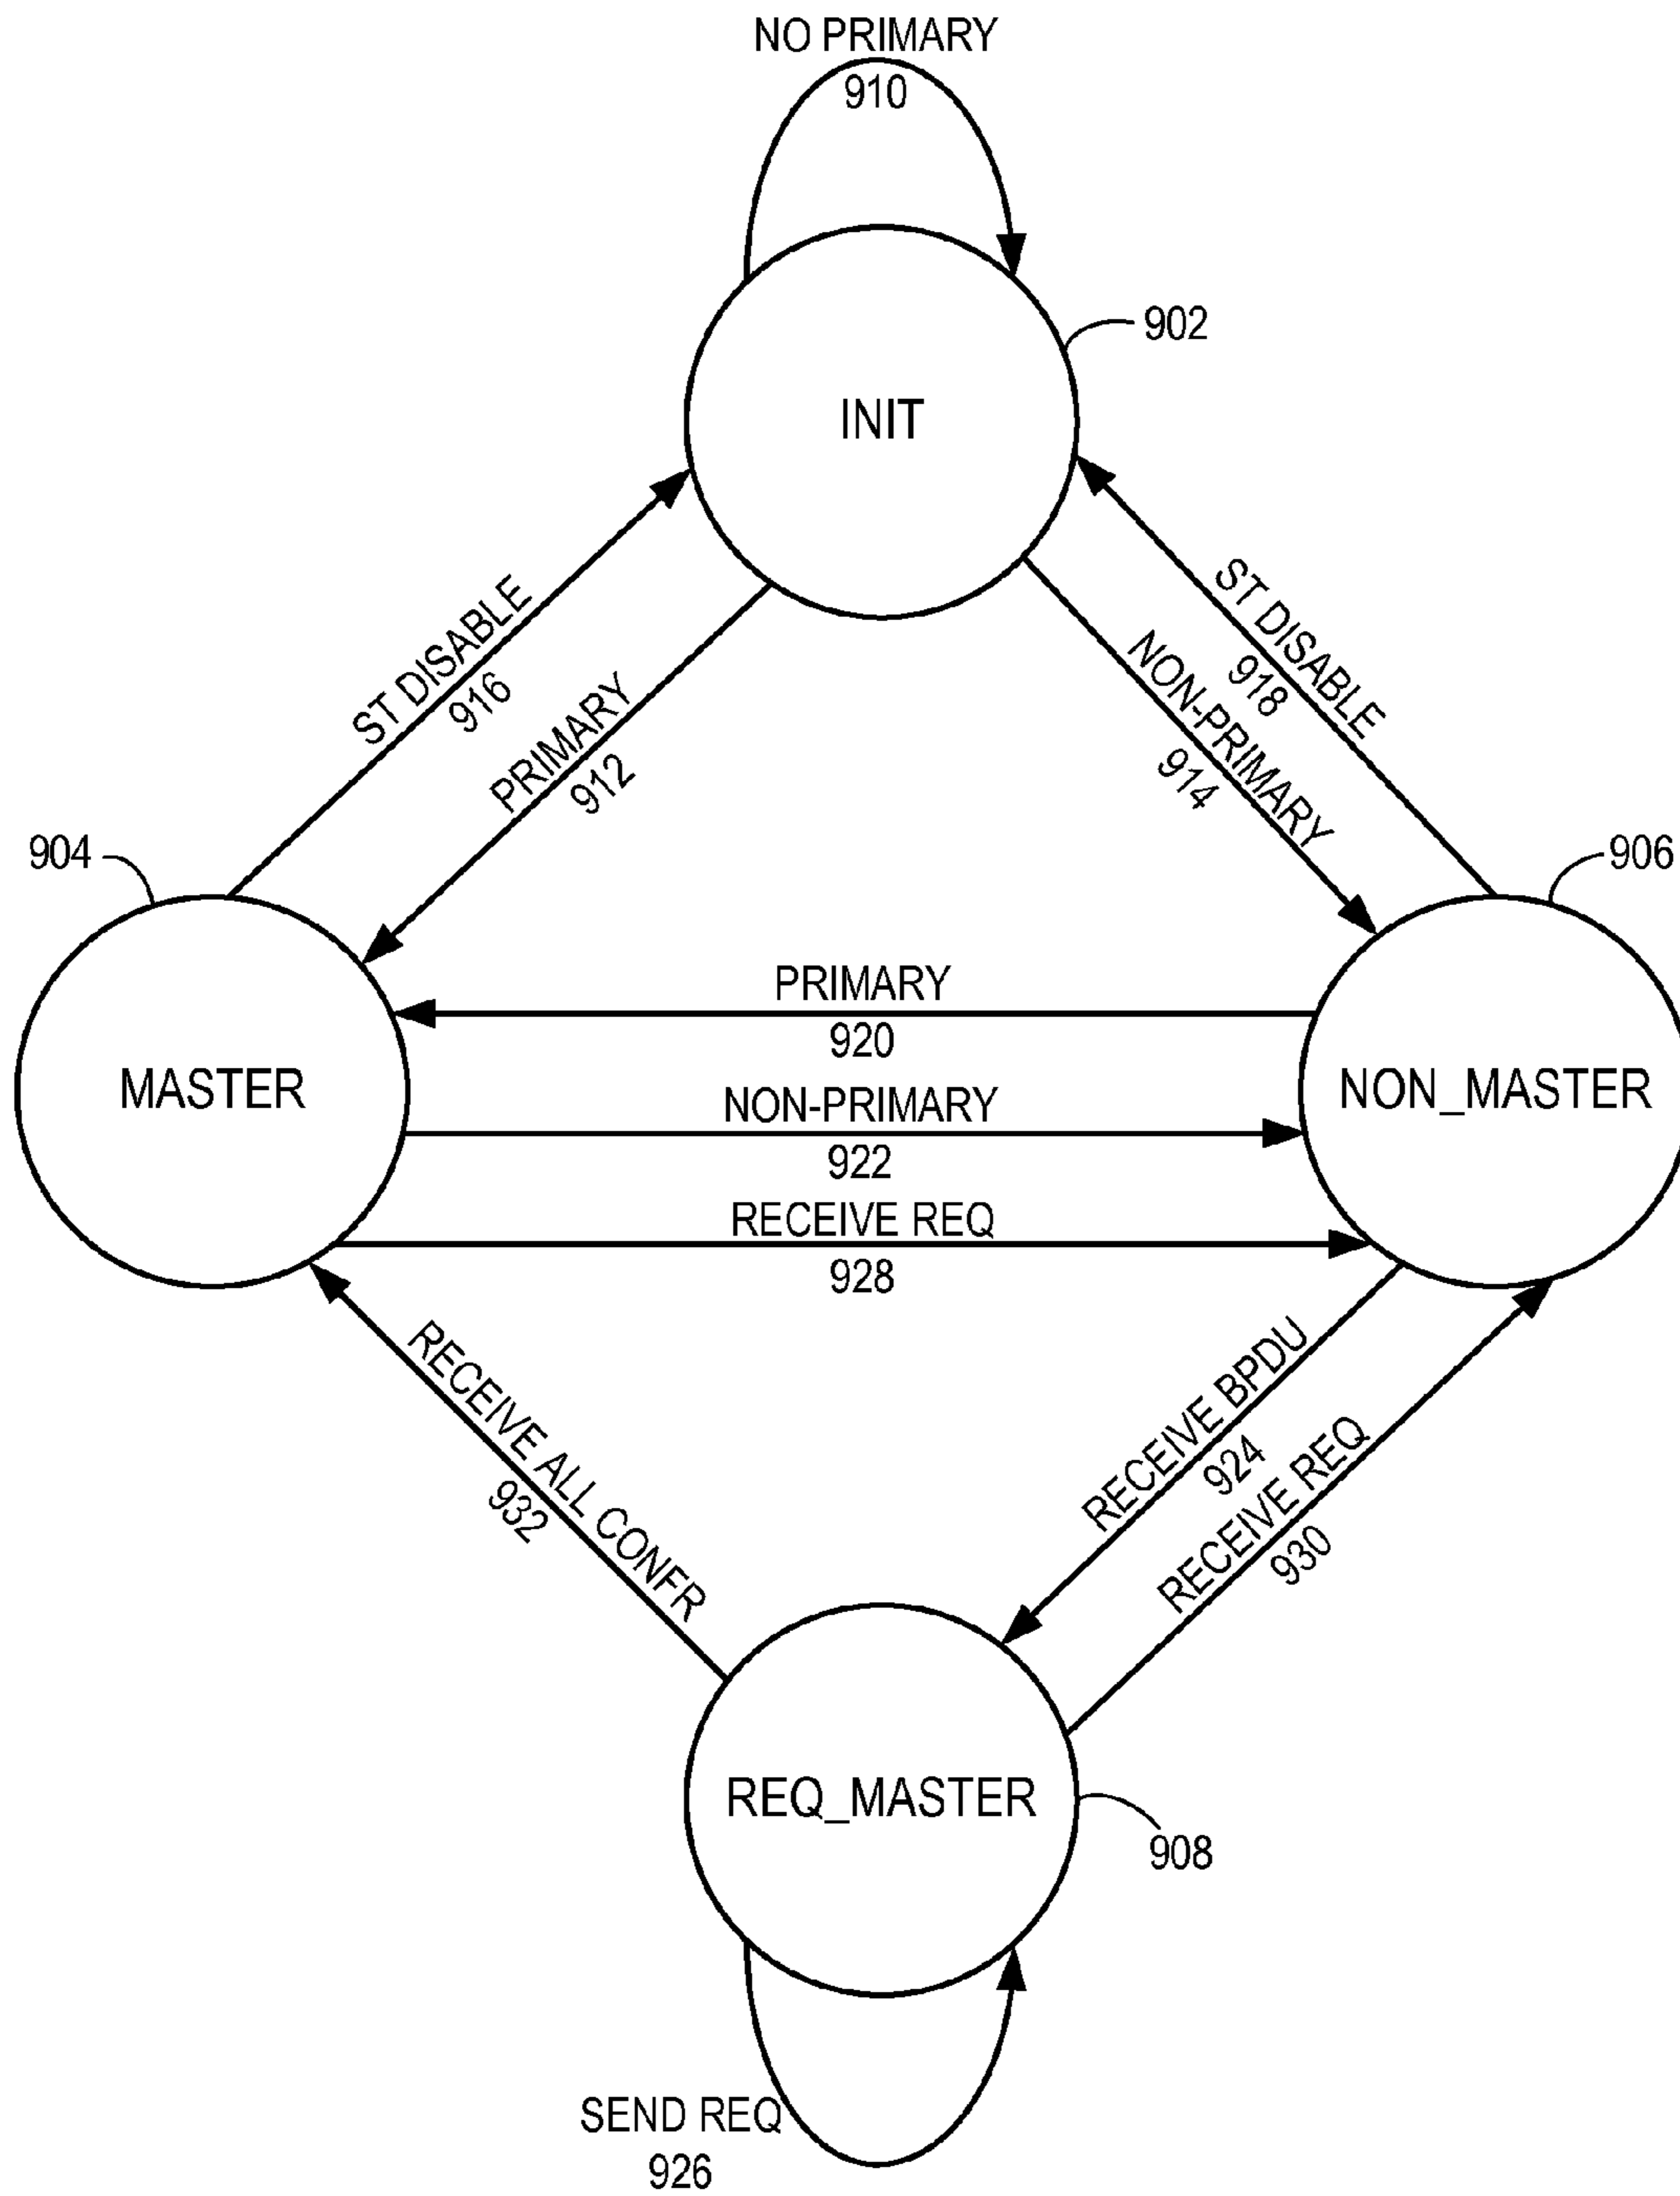 NO PRIMARY
910
902
INIT
ST DISABLE
916
PRIMARY
912
ST DISABLE
918
NON-PRIMARY
914
904
906
PRIMARY
920
MASTER
NON_MASTER
NON-PRIMARY
922
RECEIVE REQ
928
RECEIVE ALL CONFR
932
RECEIVE BPDU
924
RECEIVE REQ
930
REQ_MASTER
908
SEND REQ
926